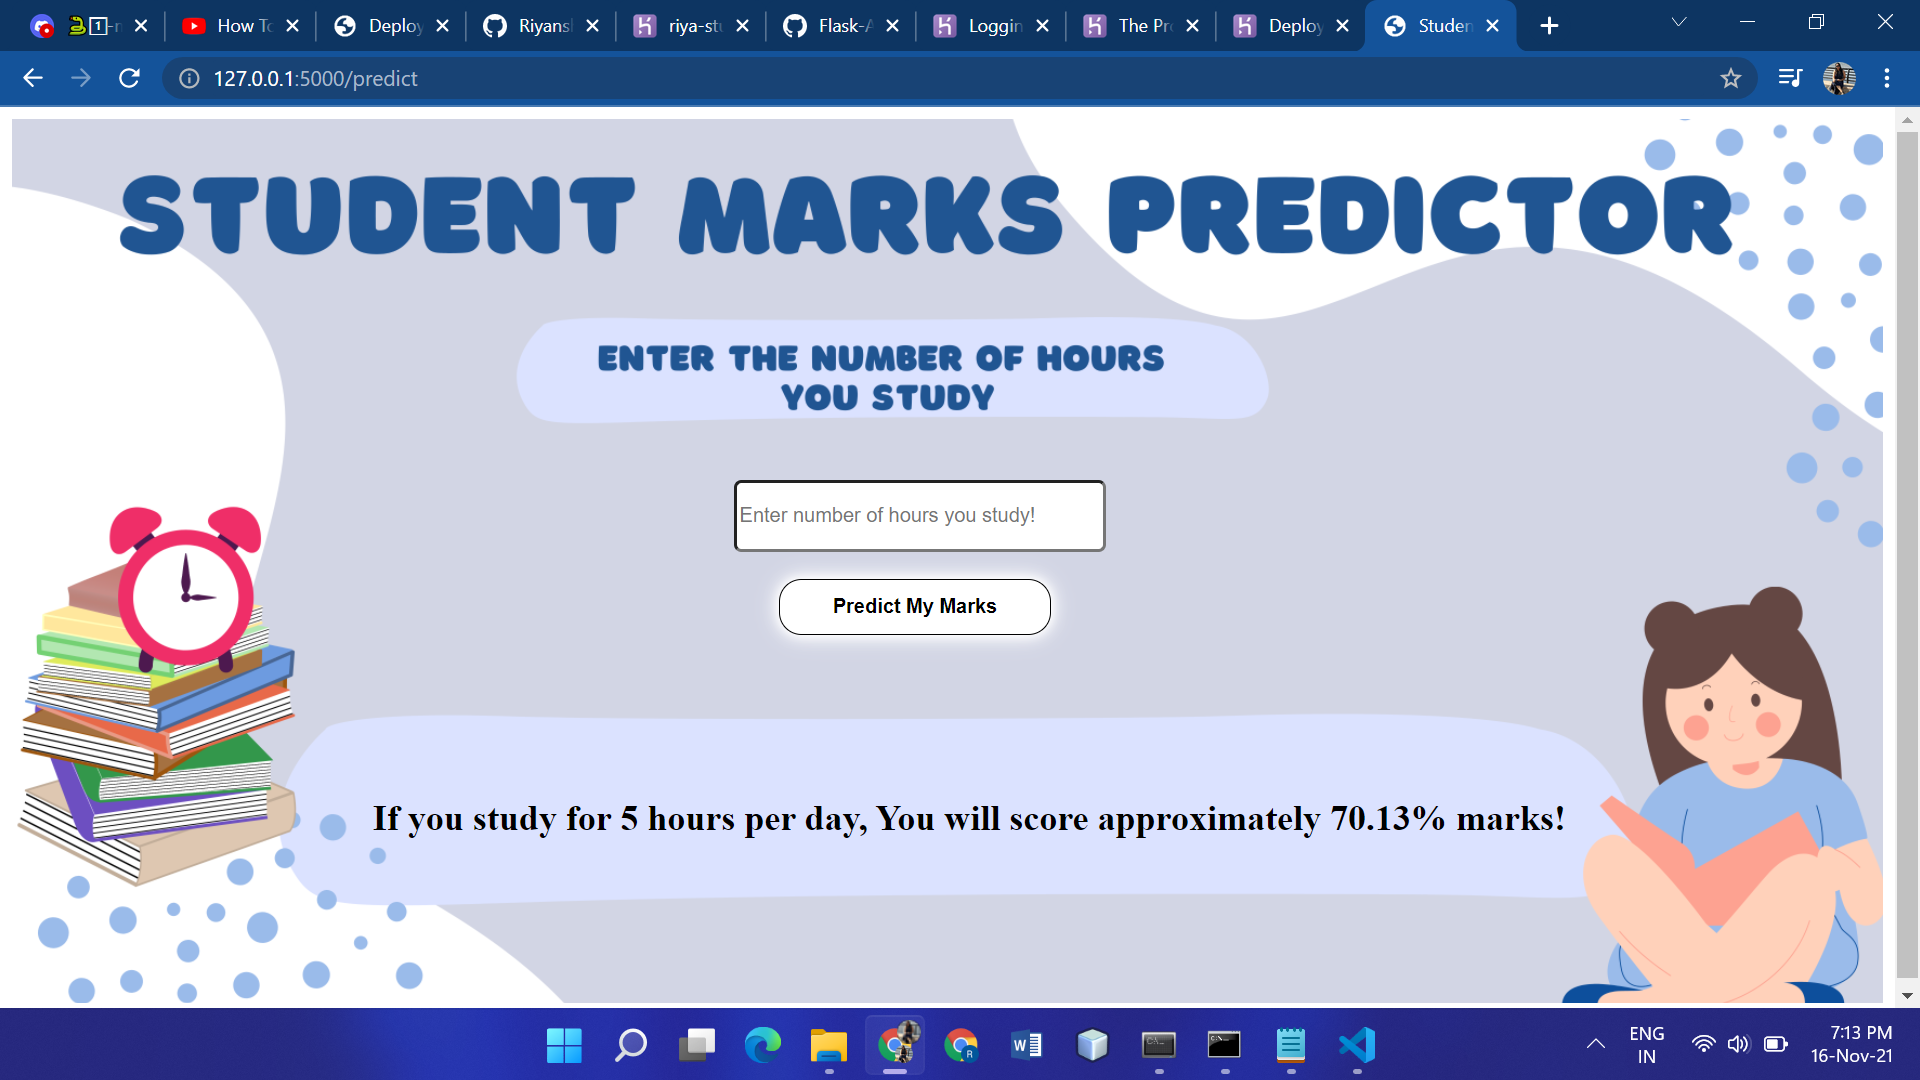 How To
Deploy
Riyansh
riya-stu
Flask-A
Loggin
The Pro
Deploy
Studen
127.0.0.1:5000/predict
STUDENT MARKS PREDICTOR
ENTER THE NUMBER OF HOURS
YOU STUDY
Enter number of hours you study!
Predict My Marks
If you study for 5 hours per day, You will score approximately 70.13% marks!
ENG
IN
7:13 PM
16-Nov-21